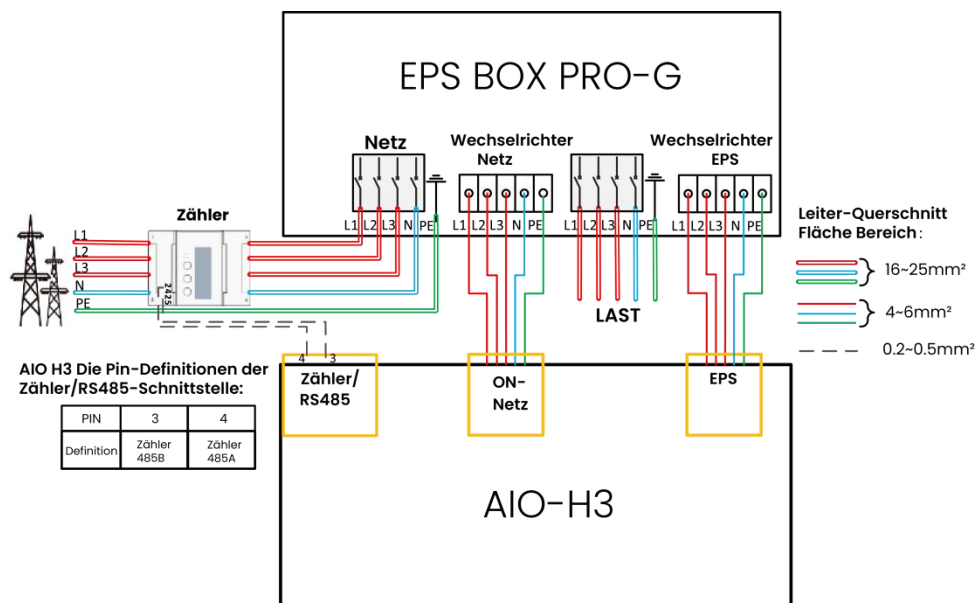 EPS BOX PRO-G
Netz
Wechselrichter
Netz
Wechselrichter
EPS
L1 L2 L3 N PE
L1 L2 L3 N PE
L1 L2 L3 N PE
L1 L2 L3 N PE
Zähler
L1
L2
L3
N
PE
2425
LAST
Leiter-Querschnitt
Fläche Bereich:
16~25mm²
4~6mm²
0.2~0.5mm²
4 3
Zähler/
RS485
ON-
Netz
EPS
AIO H3 Die Pin-Definitionen der
Zähler/RS485-Schnittstelle:
PIN 3 4
Definition Zähler 485B Zähler 485A
AIO-H3